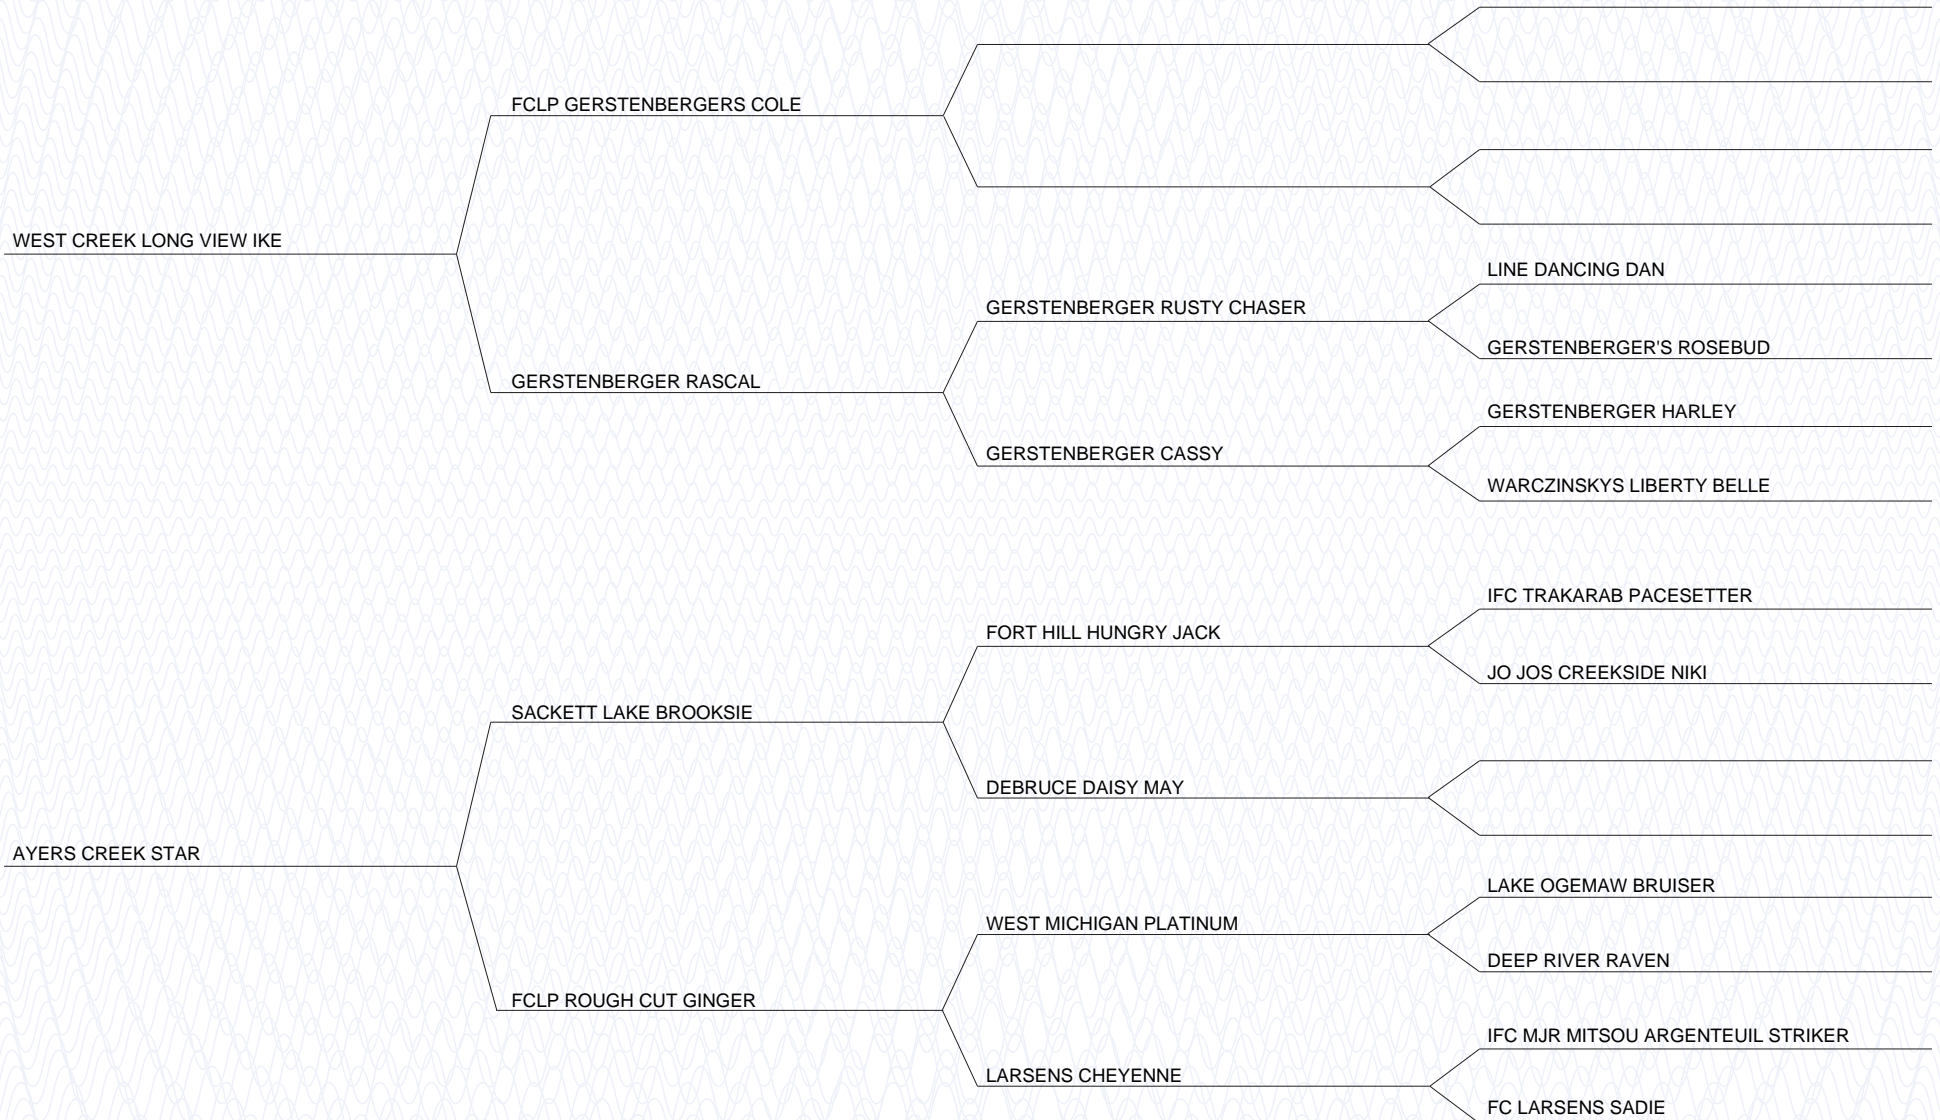 FCLP GERSTENBERGERS COLE
WEST CREEK LONG VIEW IKE
LINE DANCING DAN
GERSTENBERGER RUSTY CHASER
GERSTENBERGER'S ROSEBUD
GERSTENBERGER RASCAL
GERSTENBERGER HARLEY
GERSTENBERGER CASSY
WARCZINSKYS LIBERTY BELLE
IFC TRAKARAB PACESETTER
FORT HILL HUNGRY JACK
JO JOS CREEKSIDE NIKI
SACKETT LAKE BROOKSIE
DEBRUCE DAISY MAY
AYERS CREEK STAR
LAKE OGEMAW BRUISER
WEST MICHIGAN PLATINUM
DEEP RIVER RAVEN
FCLP ROUGH CUT GINGER
IFC MJR MITSOU ARGENTEUIL STRIKER
LARSENS CHEYENNE
FC LARSENS SADIE